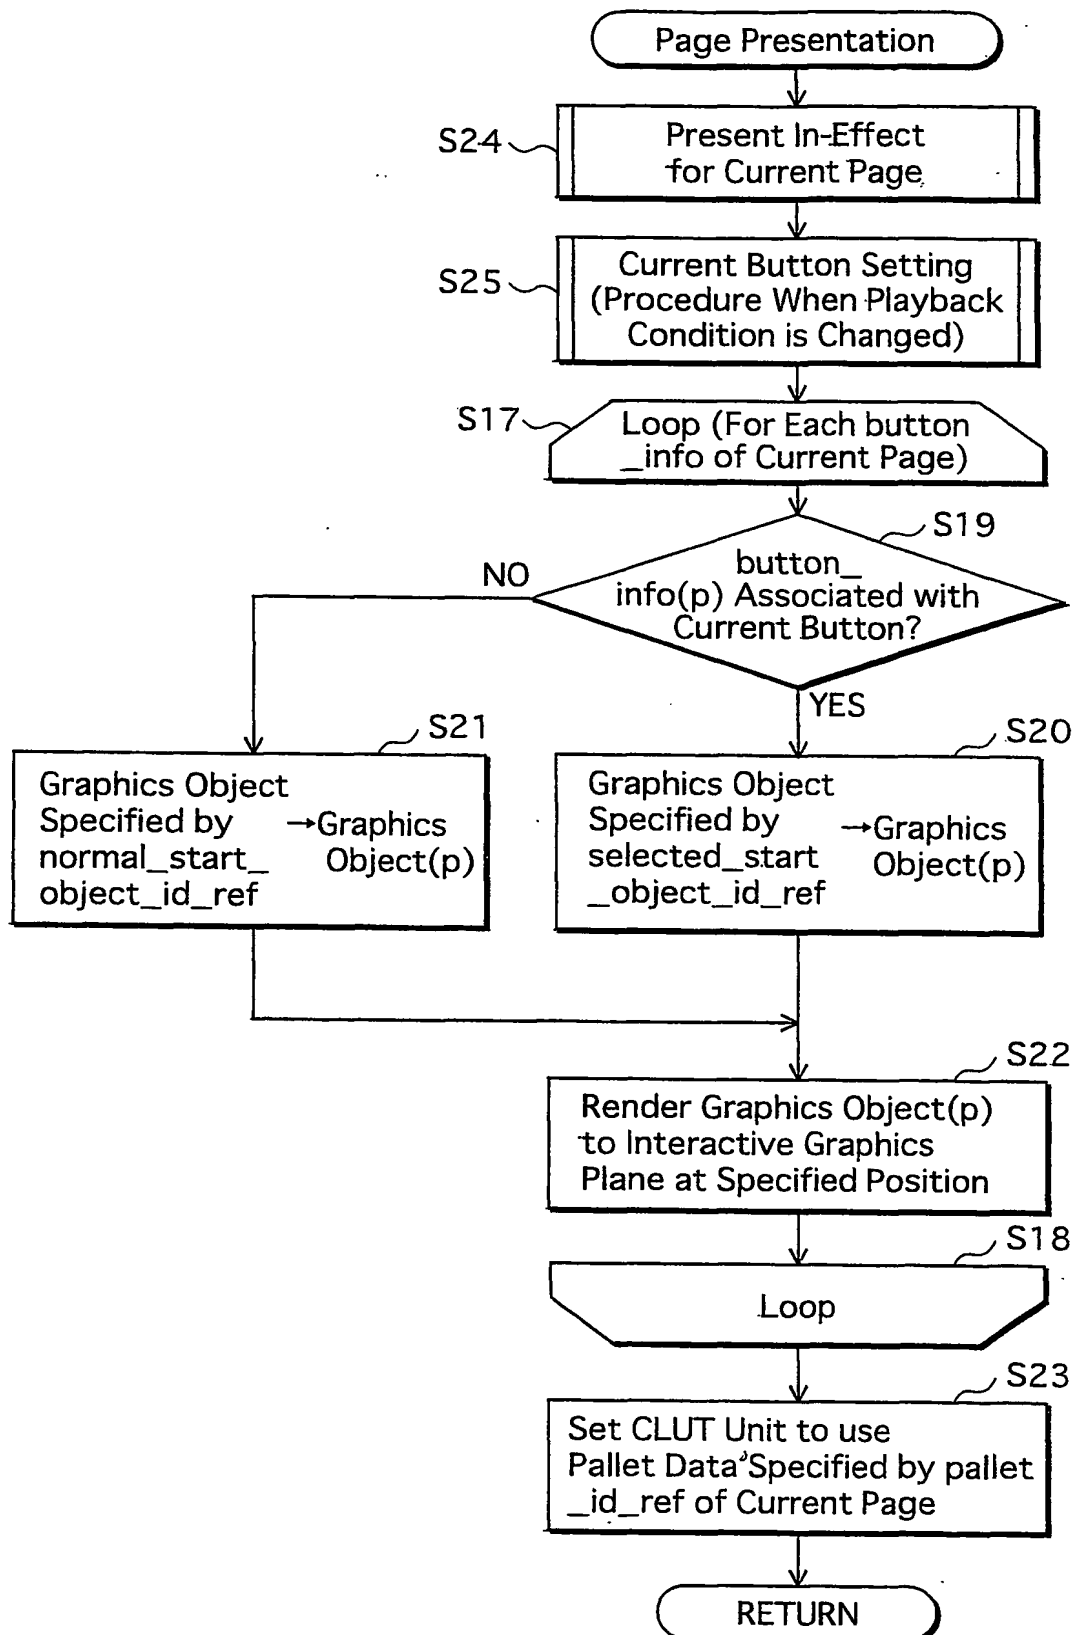 Page Presentation
S24
Present In-Effect
for Current Page
S25
Current Button Setting
(Procedure When Playback
Condition is Changed)
S17
Loop (For Each button
_info of Current Page)
S19
button_
info(p) Associated with
Current Button?
NO
YES
S21
Graphics Object
Specified by
normal_start_
object_id_ref
→Graphics
Object(p)
S20
Graphics Object
Specified by
selected_start
_object_id_ref
→Graphics
Object(p)
S22
Render Graphics Object(p)
to Interactive Graphics
Plane at Specified Position
S18
Loop
S23
Set CLUT Unit to use
Pallet Data Specified by pallet
_id_ref of Current Page
RETURN